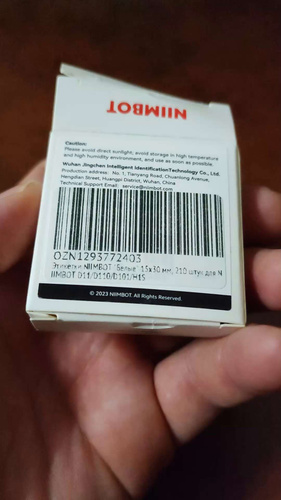 NIIMBOT
Caution:
Please avoid direct sunlight, avoid storage in high temperature
and high humidity environment, and use as soon as possible.
Wuhan Jingchen Intelligent IdentificationTechnology Co., Ltd.
Production address: No. 1, Tianyang Road, Chuanlong Avenue,
Hengdian Street, Huangpi District, Wuhan, China
Technical Support Email: service@niimbot.com
OZN1293772403
Этикетки NIIMBOT белые 15x30 мм, 210 штук для N
IIMBOT D11/D110/D101/H1S
© 2023 NIIMBOT. All Rights Reserved.